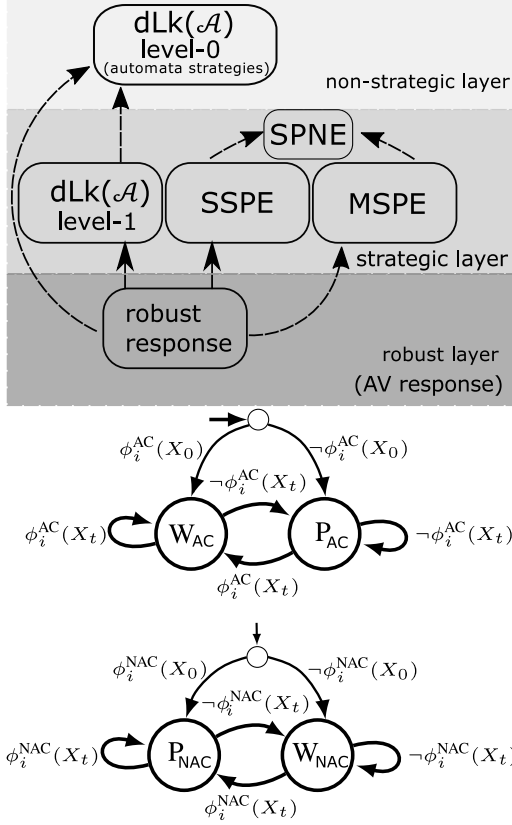 dLk(𝒜)
level-0
(automata strategies)
non-strategic layer
SPNE
dLk(𝒜)
level-1
SSPE
MSPE
strategic layer
robust
response
robust layer
(AV response)
ϕ_i^AC(X_0) ¬ϕ_i^AC(X_0)
¬ϕ_i^AC(X_t)
ϕ_i^AC(X_t) W_AC P_AC ¬ϕ_i^AC(X_t)
ϕ_i^AC(X_t)
ϕ_i^NAC(X_0) ¬ϕ_i^NAC(X_0)
¬ϕ_i^NAC(X_t)
ϕ_i^NAC(X_t) P_NAC W_NAC ¬ϕ_i^NAC(X_t)
ϕ_i^NAC(X_t)